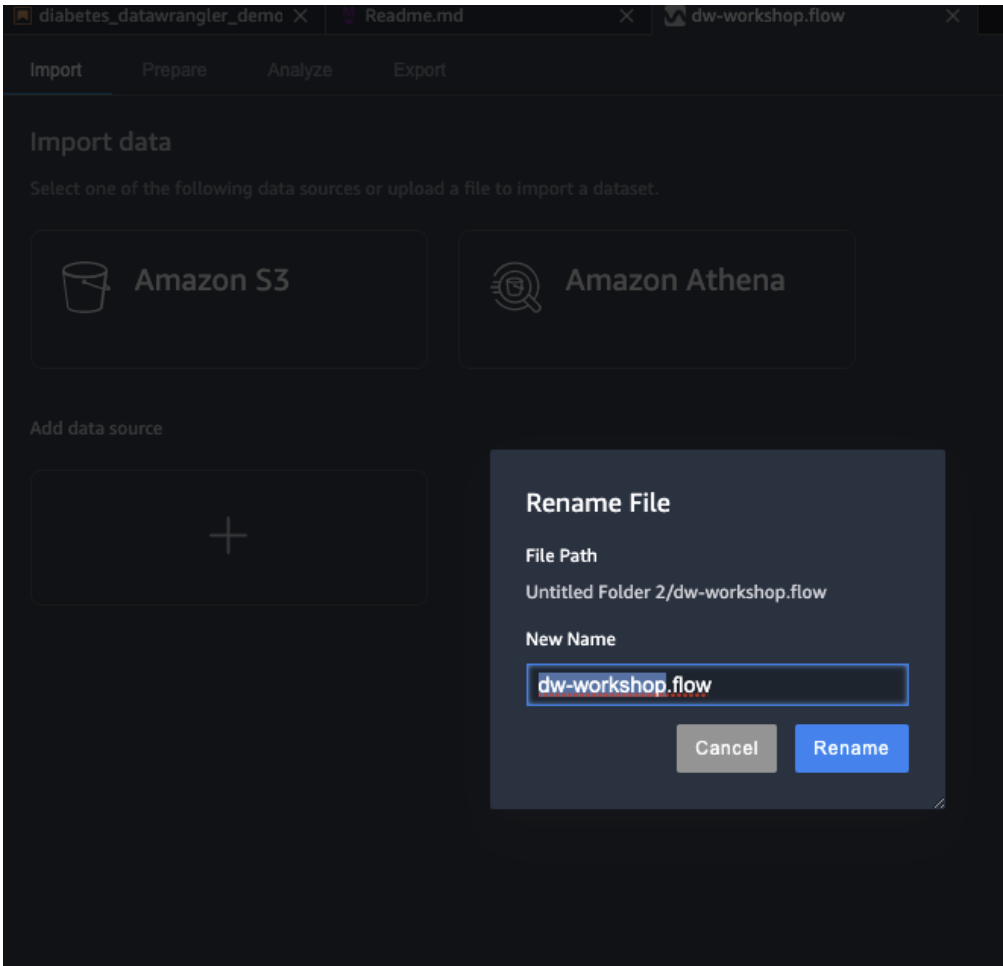 diabetes_datawrangler_demo Readme.md dw-workshop.flow
Import Prepare Analyze Export
Import data
Select one of the following data sources or upload a file to import a dataset.
Amazon S3 Amazon Athena
Add data source
Rename File
File Path
Untitled Folder 2/dw-workshop.flow
New Name
dw-workshop.flow
Cancel Rename